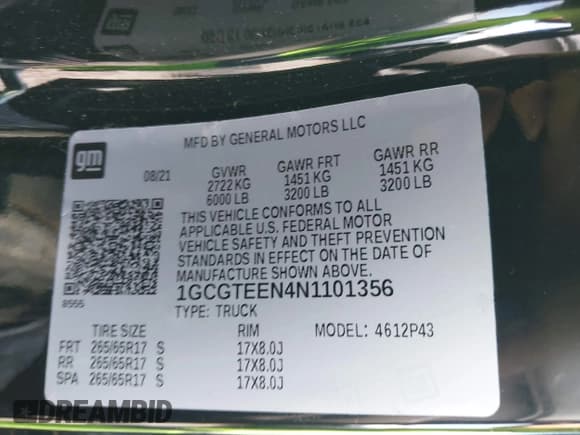 MFD BY GENERAL MOTORS LLC
gm
08/21
GVWR GAWR FRT GAWR RR
2722 KG 1451 KG 1451 KG
6000 LB 3200 LB 3200 LB
THIS VEHICLE CONFORMS TO ALL
APPLICABLE U.S. FEDERAL MOTOR
VEHICLE SAFETY AND THEFT PREVENTION
STANDARDS IN EFFECT ON THE DATE OF
MANUFACTURE SHOWN ABOVE.
8555
1GCGTEEN4N1101356
TYPE: TRUCK
TIRE SIZE RIM MODEL: 4612P43
FRT 265/65R17 S 17X8.0J
RR 265/65R17 S 17X8.0J
SPA 265/65R17 S 17X8.0J
DREAMBID